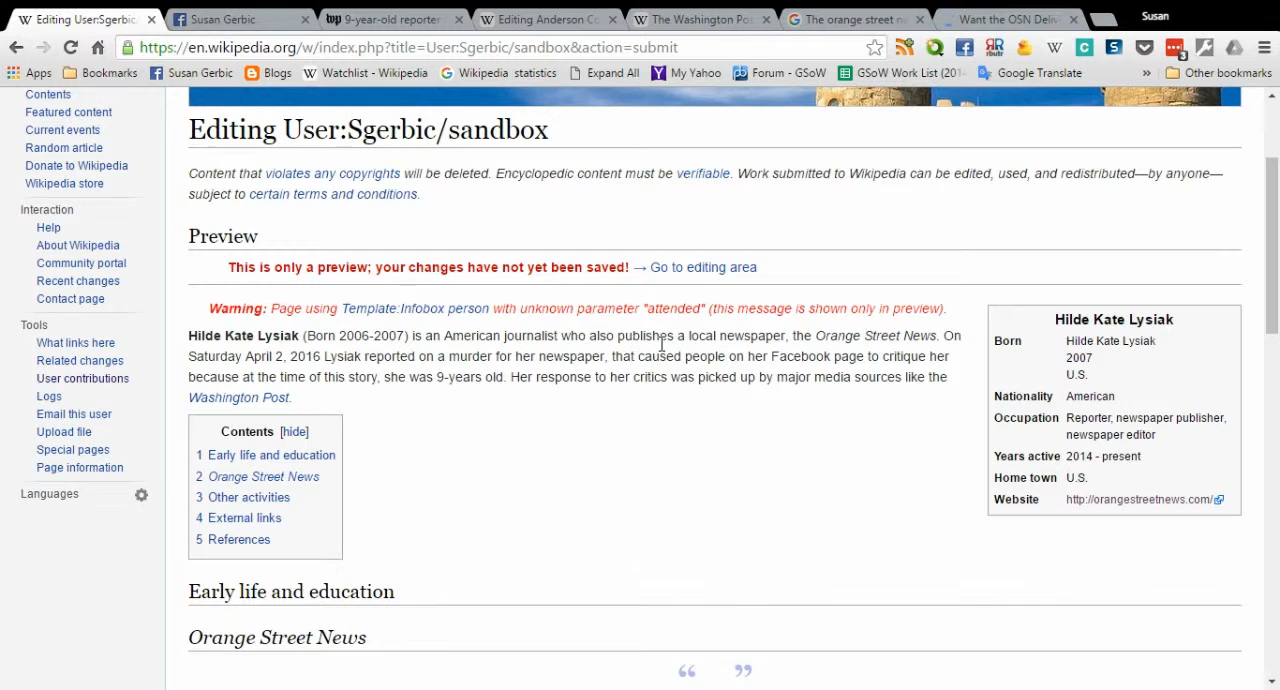 Editing User:Sgerbic/ Susan Gerbic 9-year-old reporter Editing Anderson Co The Washington Pos The orange street n Want the OSN Deliv Susan
https://en.wikipedia.org/w/index.php?title=User:Sgerbic/sandbox&action=submit
Apps Bookmarks Susan Gerbic Blogs Watchlist - Wikipedia Wikipedia statistics Expand All My Yahoo Forum - GSoW GSoW Work List (201 Google Translate » Other bookmarks
Contents
Featured content
Current events
Random article
Donate to Wikipedia
Wikipedia store
Interaction
Help
About Wikipedia
Community portal
Recent changes
Contact page
Tools
What links here
Related changes
User contributions
Logs
Email this user
Upload file
Special pages
Page information
Languages
Editing User:Sgerbic/sandbox
Content that violates any copyrights will be deleted. Encyclopedic content must be verifiable. Work submitted to Wikipedia can be edited, used, and redistributed—by anyone—
subject to certain terms and conditions.
Preview
This is only a preview; your changes have not yet been saved! → Go to editing area
Warning: Page using Template:Infobox person with unknown parameter "attended" (this message is shown only in preview).
Hilde Kate Lysiak (Born 2006-2007) is an American journalist who also publishes a local newspaper, the Orange Street News. On
Saturday April 2, 2016 Lysiak reported on a murder for her newspaper, that caused people on her Facebook page to critique her
because at the time of this story, she was 9-years old. Her response to her critics was picked up by major media sources like the
Washington Post.
Contents [hide]
1 Early life and education
2 Orange Street News
3 Other activities
4 External links
5 References
Hilde Kate Lysiak
Born Hilde Kate Lysiak
2007
U.S.
Nationality American
Occupation Reporter, newspaper publisher,
newspaper editor
Years active 2014 - present
Home town U.S.
Website http://orangestreetnews.com/
Early life and education
Orange Street News
“ ”